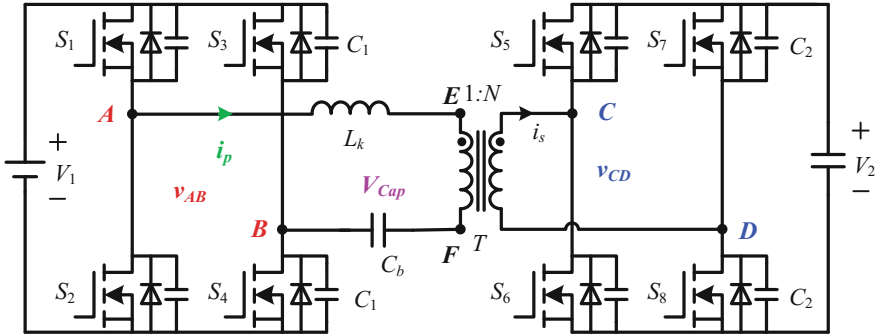 S1 S3 C1 S5 S7 C2
A E 1:N C
+ V1 − ip Lk is + V2 −
vAB VCap vCD
B Cb F T D
S2 S4 C1 S6 S8 C2